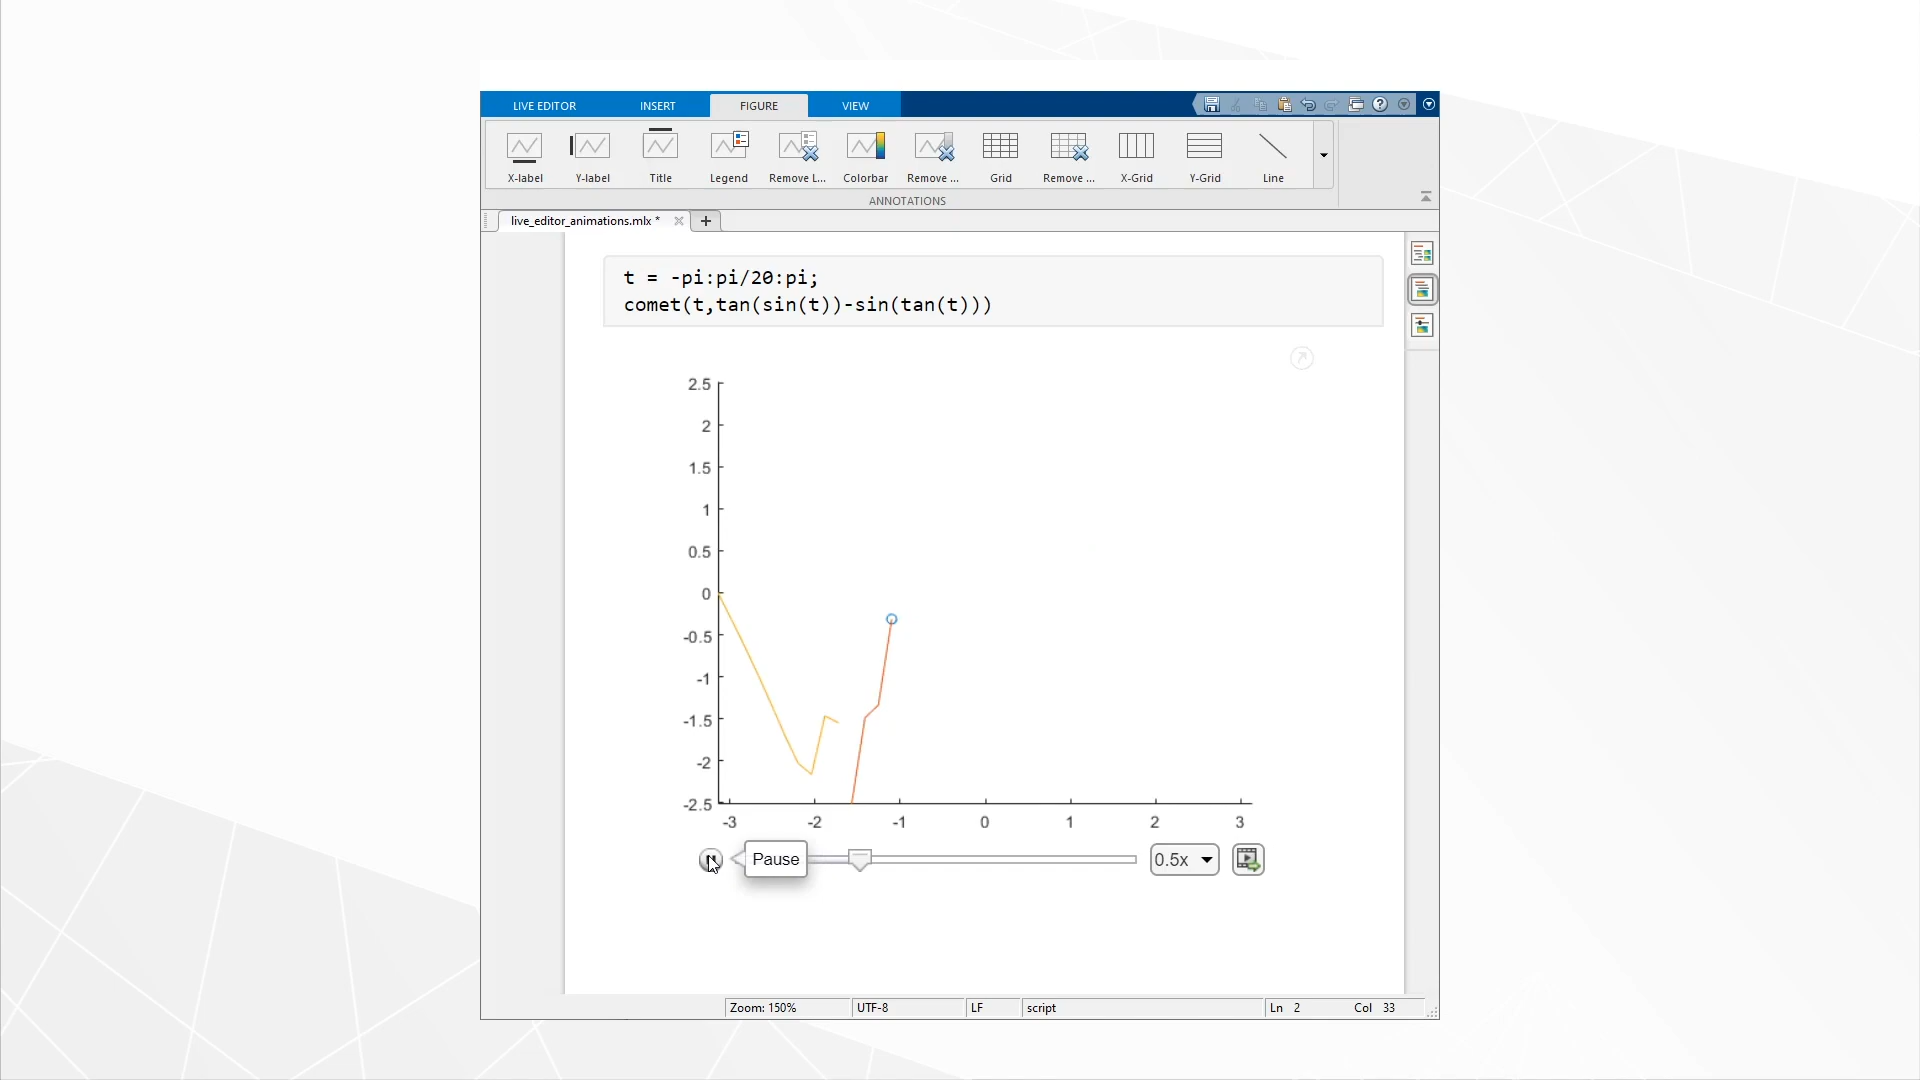 LIVE EDITOR INSERT FIGURE VIEW
X-label Y-label Title Legend Remove L... Colorbar Remove ... Grid Remove ... X-Grid Y-Grid Line
ANNOTATIONS
live_editor_animations.mlx *
t = -pi:pi/20:pi;
comet(t,tan(sin(t))-sin(tan(t)))
2.5
2
1.5
1
0.5
0
-0.5
-1
-1.5
-2
-2.5
-3 -2 -1 0 1 2 3
Pause 0.5x
Zoom: 150% UTF-8 LF script Ln 2 Col 33